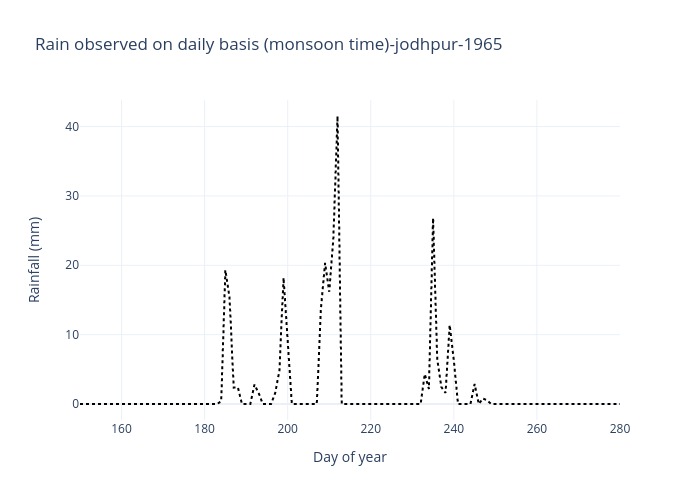 Rain observed on daily basis (monsoon time)-jodhpur-1965
Rainfall (mm)
40
30
20
10
0
160 180 200 220 240 260 280
Day of year